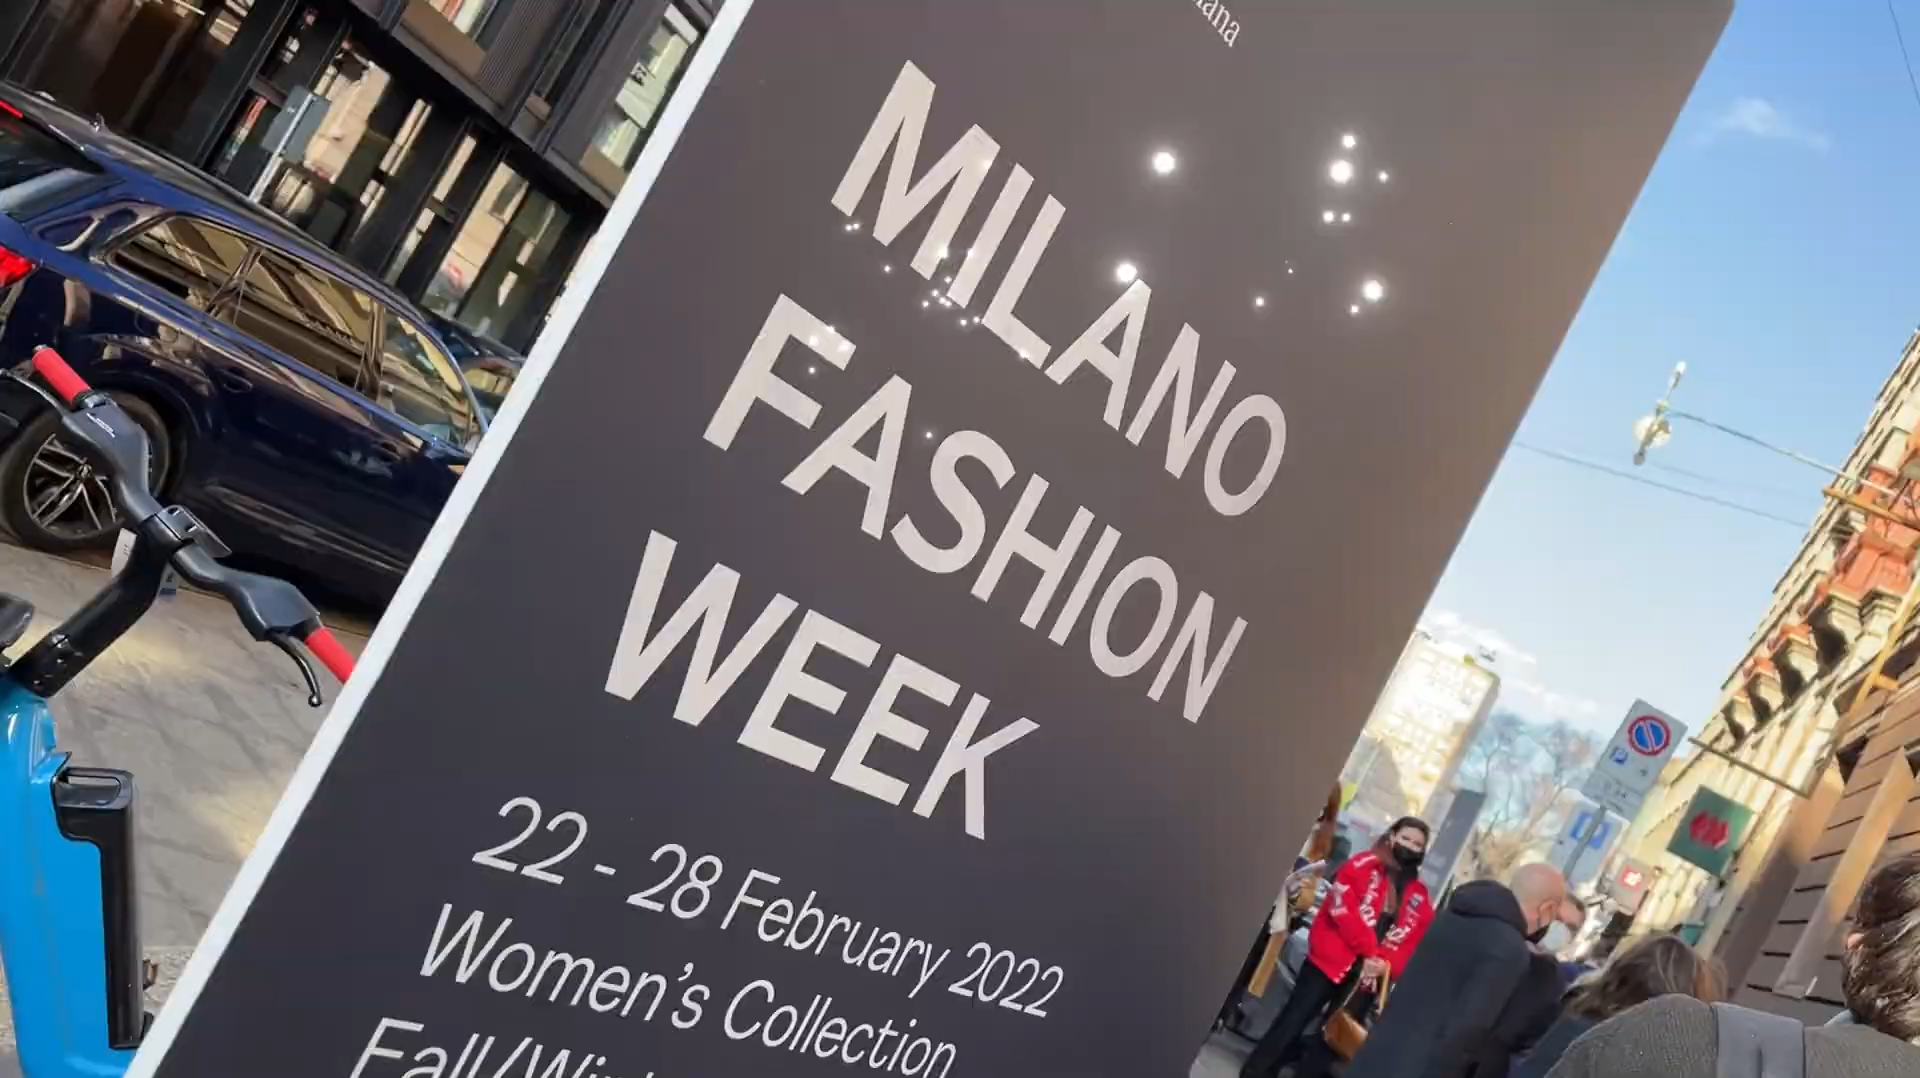 MILANO
FASHION
WEEK
22 - 28 February 2022
Women's Collection